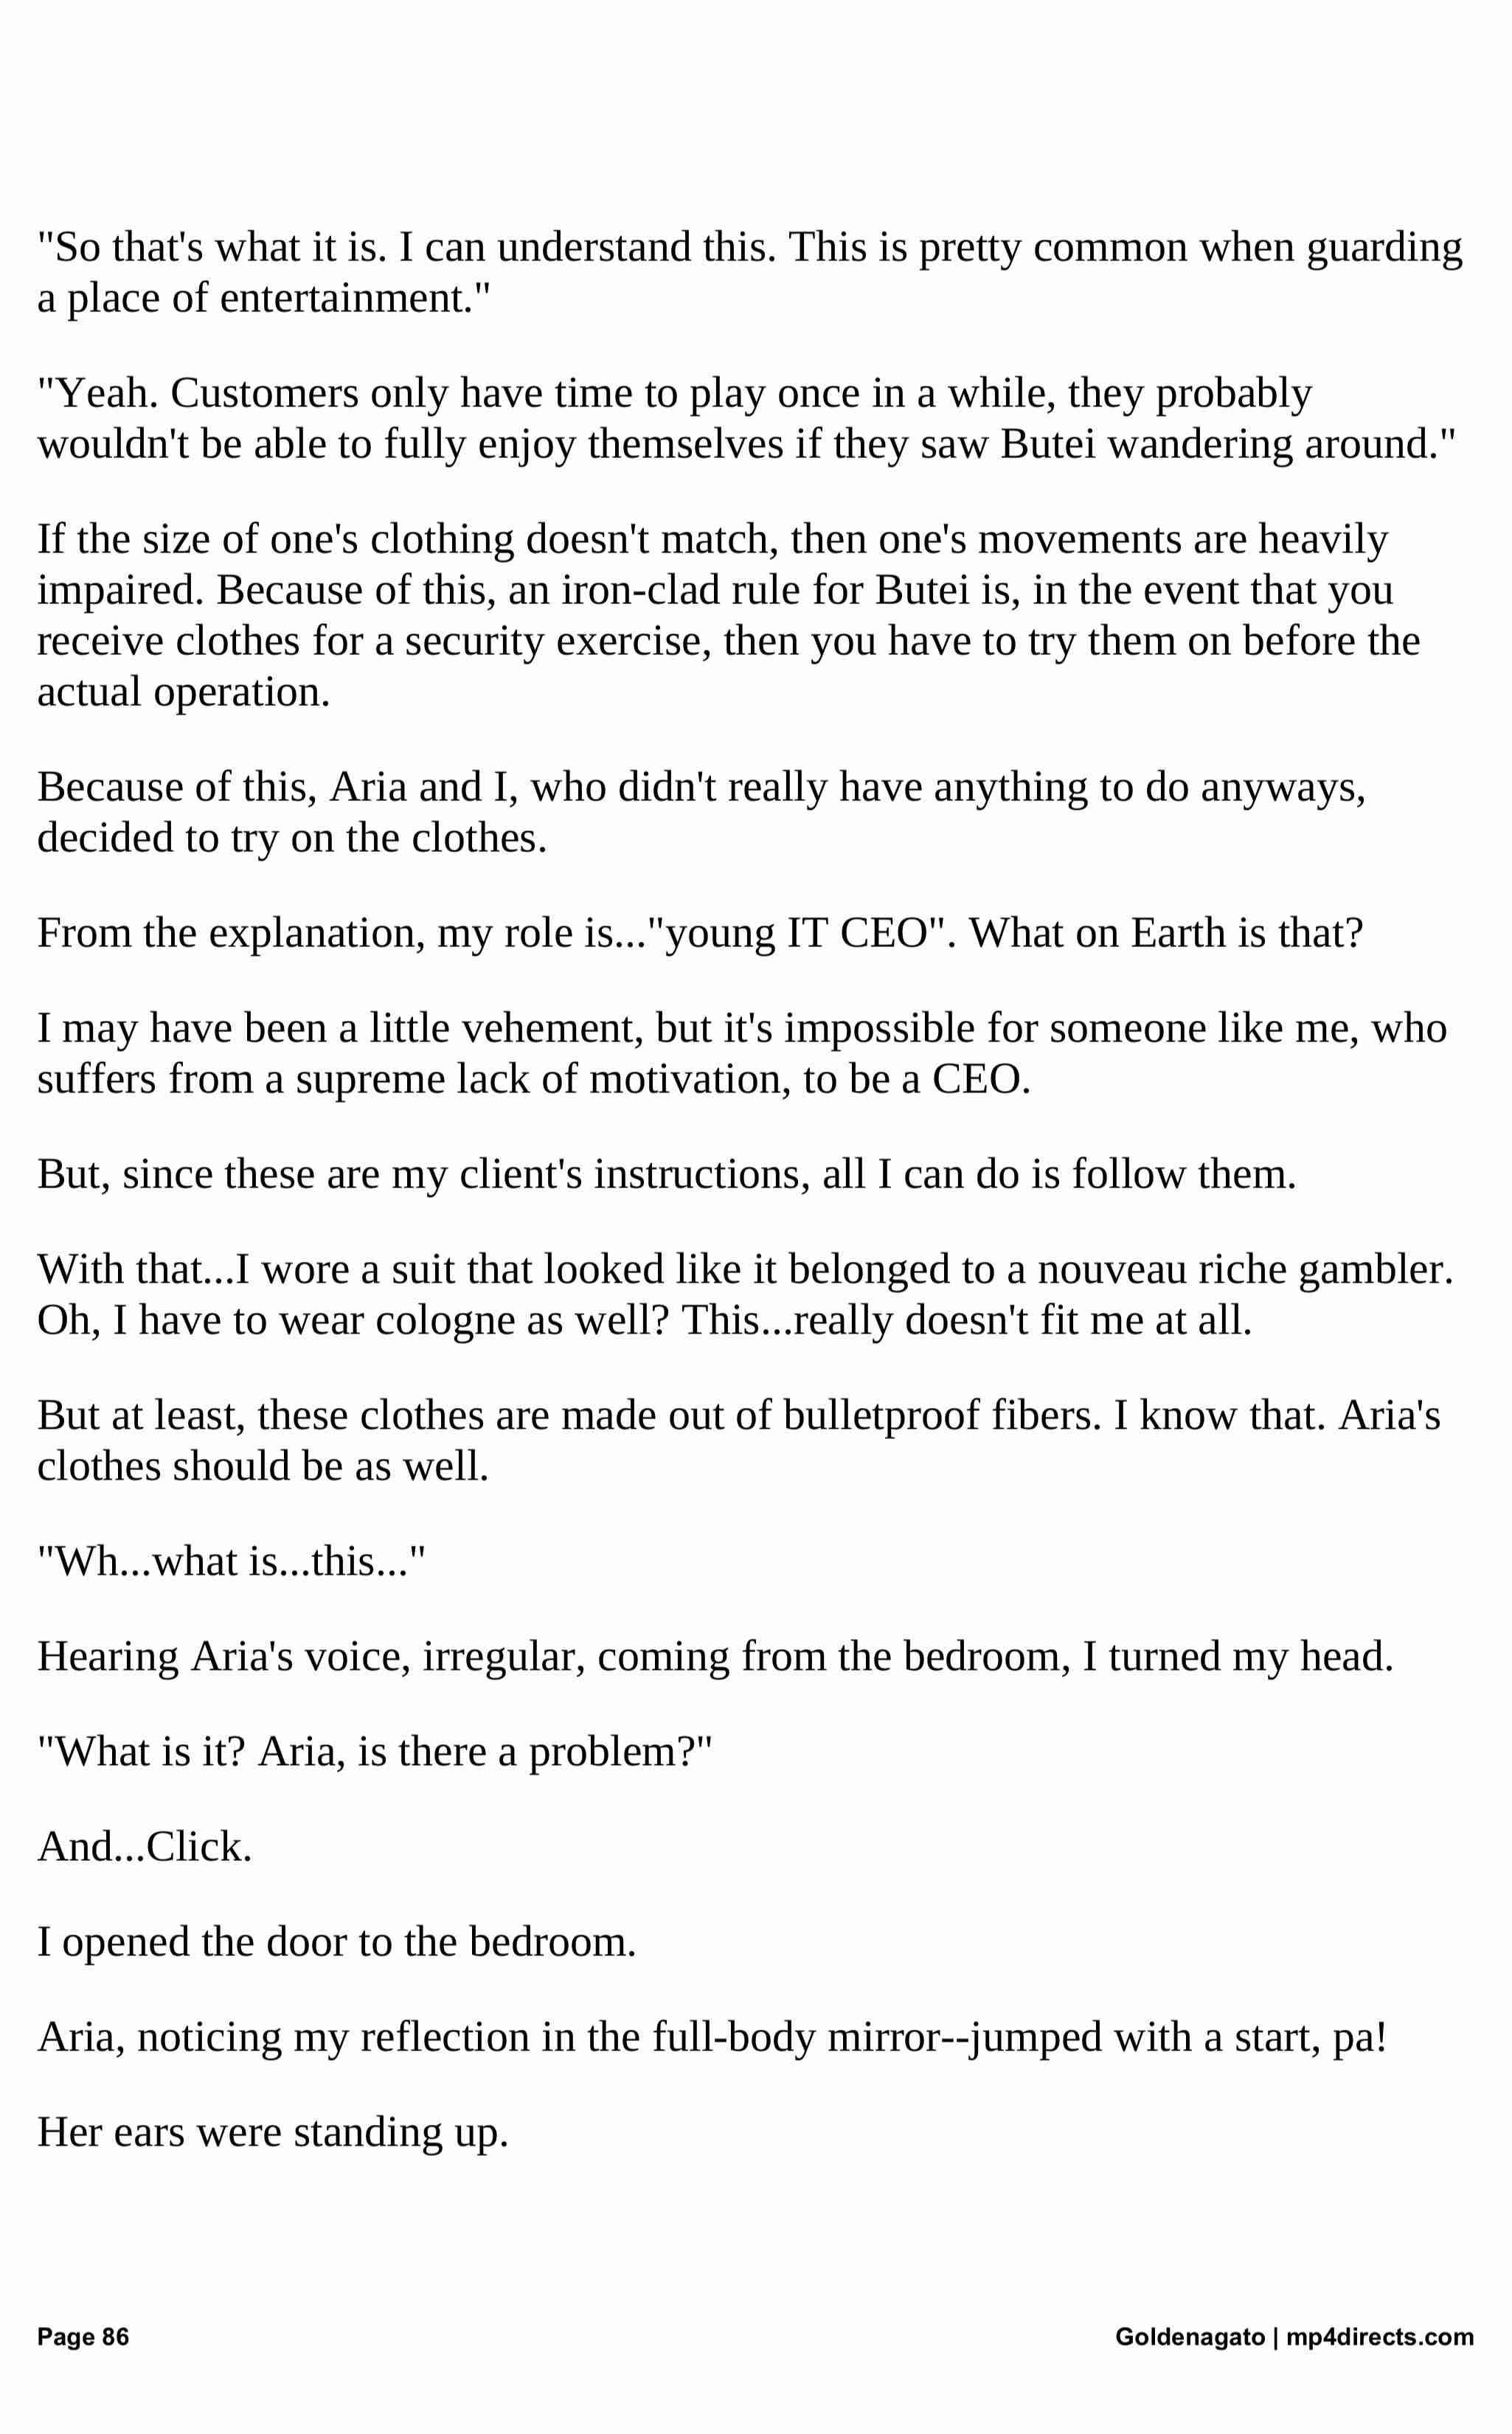 "So that's what it is. I can understand this. This is pretty common when guarding
a place of entertainment."
"Yeah. Customers only have time to play once in a while, they probably
wouldn't be able to fully enjoy themselves if they saw Butei wandering around."
If the size of one's clothing doesn't match, then one's movements are heavily
impaired. Because of this, an iron-clad rule for Butei is, in the event that you
receive clothes for a security exercise, then you have to try them on before the
actual operation.
Because of this, Aria and I, who didn't really have anything to do anyways,
decided to try on the clothes.
From the explanation, my role is..."young IT CEO". What on Earth is that?
I may have been a little vehement, but it's impossible for someone like me, who
suffers from a supreme lack of motivation, to be a CEO.
But, since these are my client's instructions, all I can do is follow them.
With that...I wore a suit that looked like it belonged to a nouveau riche gambler.
Oh, I have to wear cologne as well? This...really doesn't fit me at all.
But at least, these clothes are made out of bulletproof fibers. I know that. Aria's
clothes should be as well.
"Wh...what is...this..."
Hearing Aria's voice, irregular, coming from the bedroom, I turned my head.
"What is it? Aria, is there a problem?"
And...Click.
I opened the door to the bedroom.
Aria, noticing my reflection in the full-body mirror--jumped with a start, pa!
Her ears were standing up.
Page 86
Goldenagato | mp4directs.com